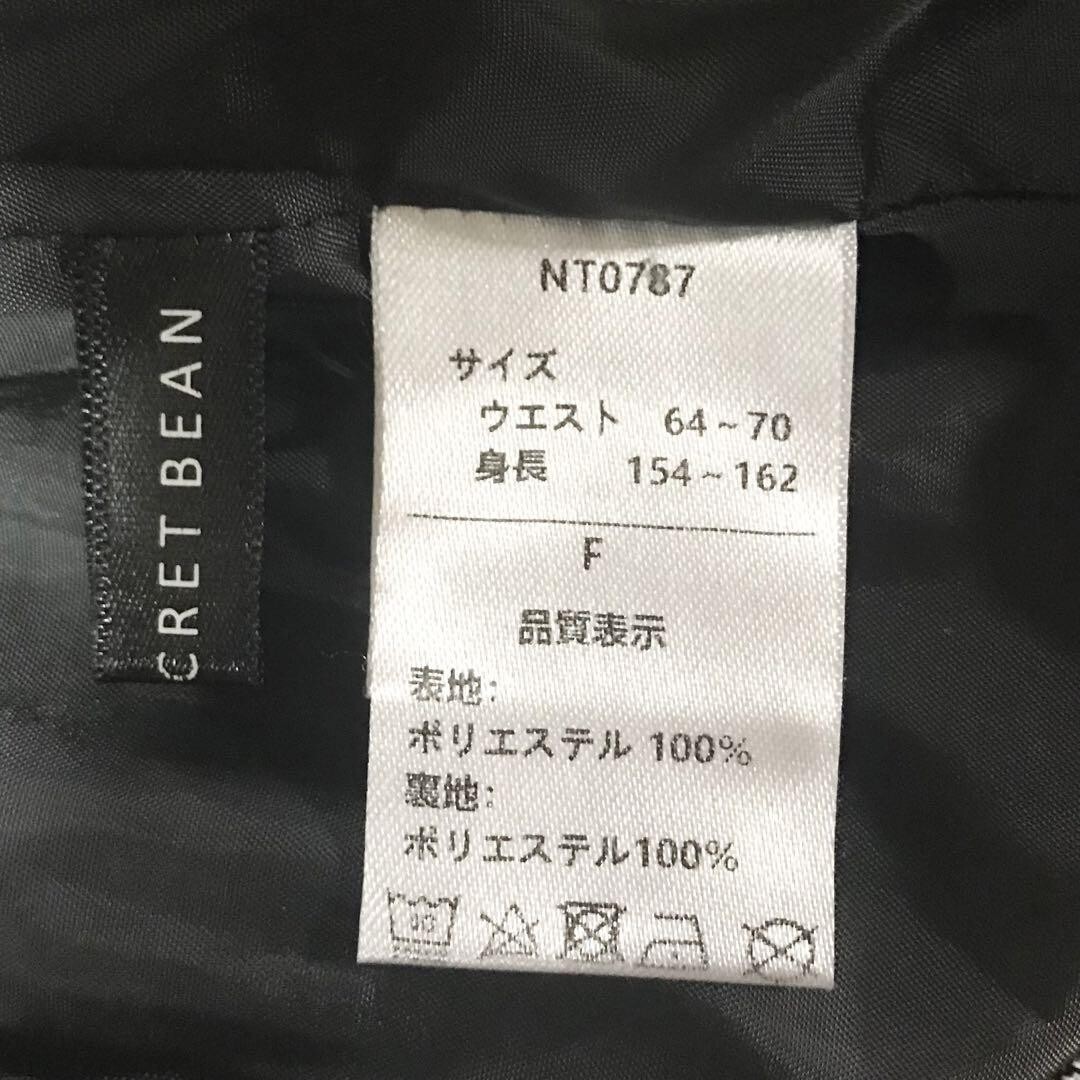 CRET BEAN
NT0787
サイズ
ウエスト 64~70
身長 154~162
F
品質表示
表地:
ポリエステル 100%
裏地:
ポリエステル100%
30